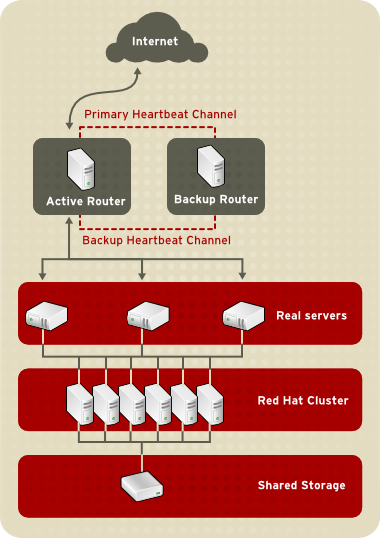 Internet
Primary Heartbeat Channel
Active Router
Backup Router
Backup Heartbeat Channel
Real servers
Red Hat Cluster
Shared Storage